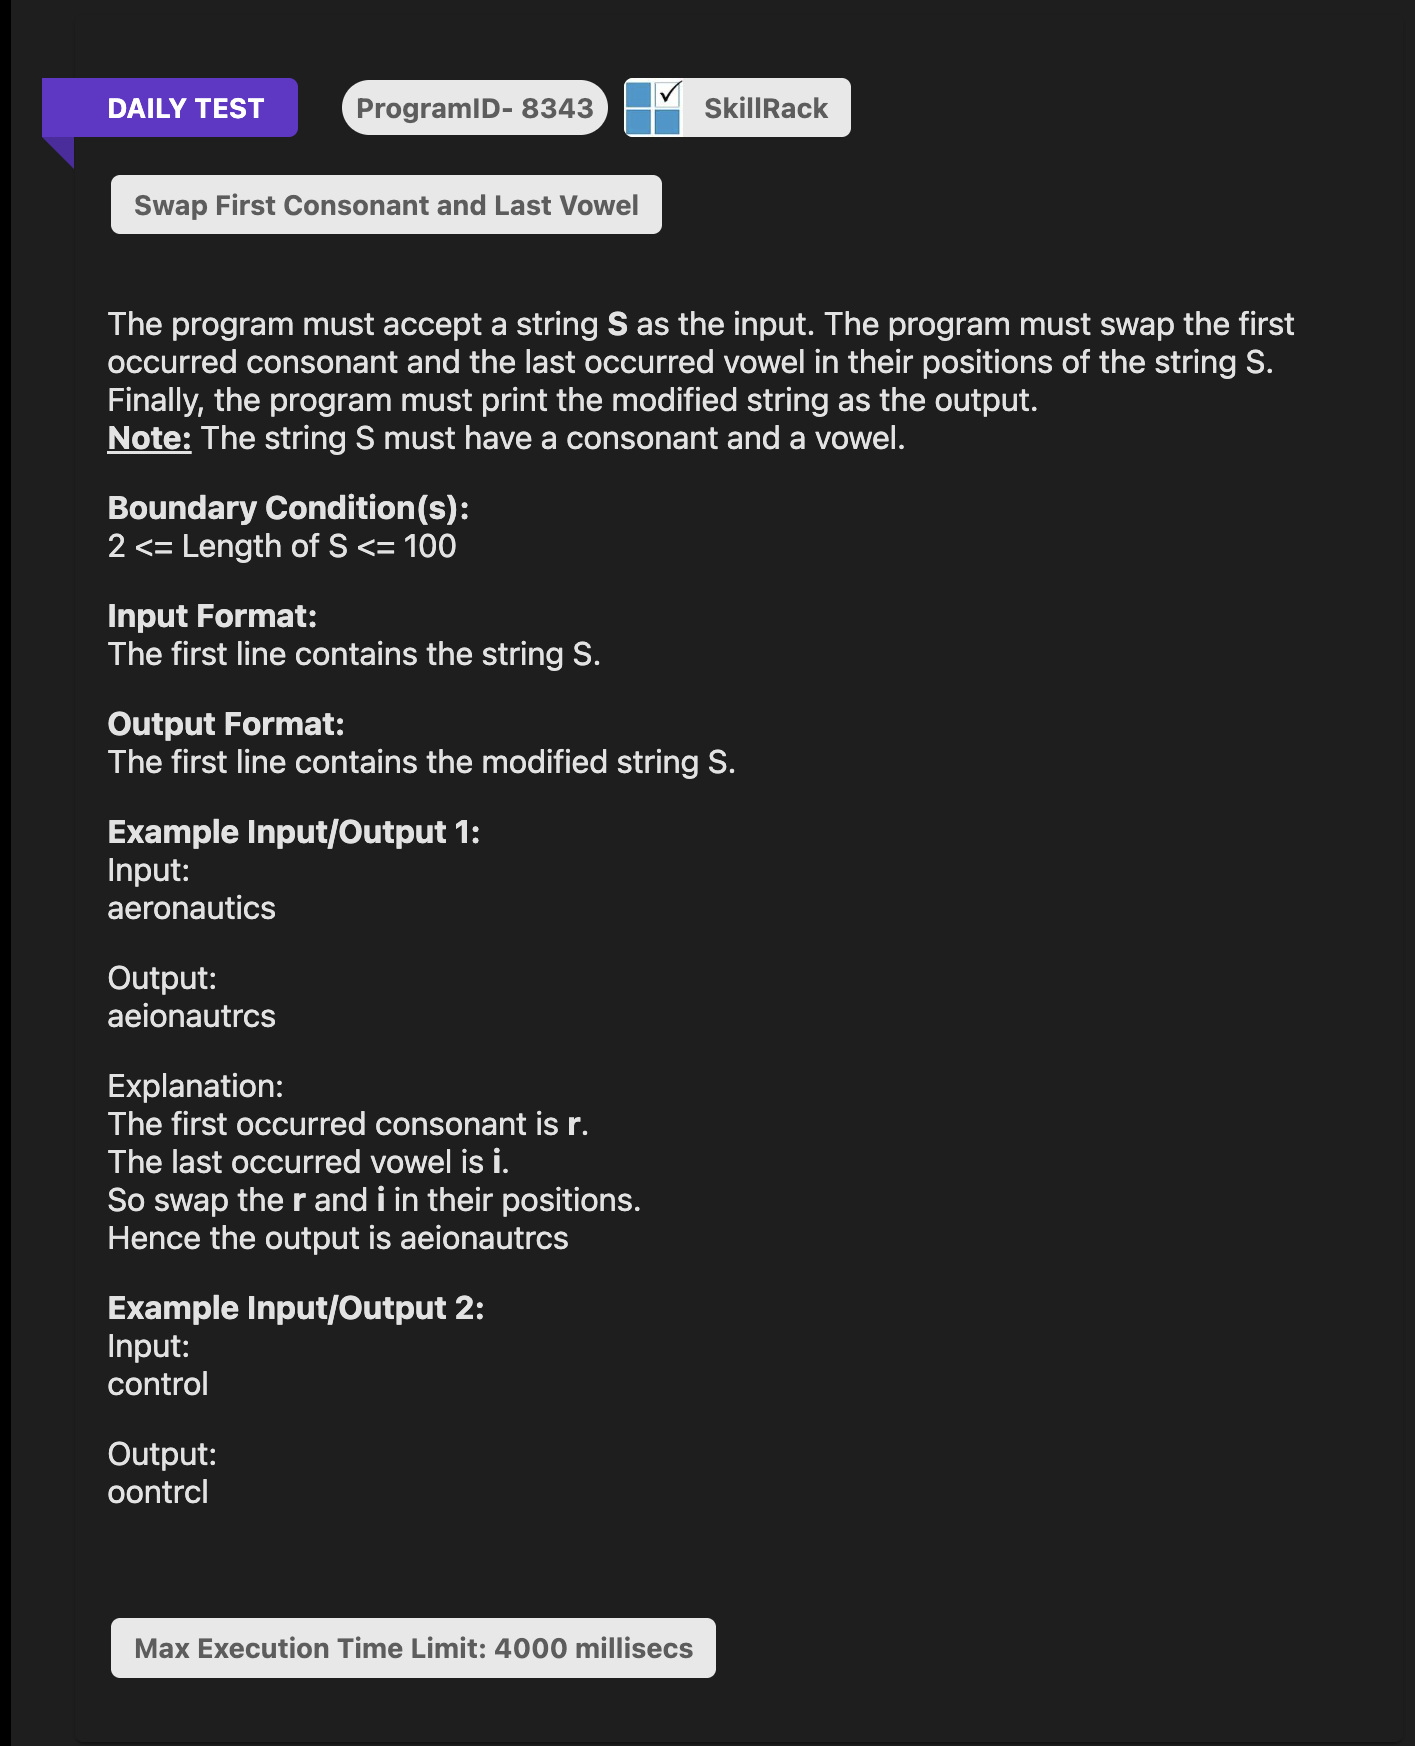 DAILY TEST
ProgramID- 8343
SkillRack
Swap First Consonant and Last Vowel
The program must accept a string S as the input. The program must swap the first
occurred consonant and the last occurred vowel in their positions of the string S.
Finally, the program must print the modified string as the output.
Note: The string S must have a consonant and a vowel.
Boundary Condition(s):
2 <= Length of S <= 100
Input Format:
The first line contains the string S.
Output Format:
The first line contains the modified string S.
Example Input/Output 1:
Input:
aeronautics
Output:
aeionautrcs
Explanation:
The first occurred consonant is r.
The last occurred vowel is i.
So swap the r and i in their positions.
Hence the output is aeionautrcs
Example Input/Output 2:
Input:
control
Output:
oontrcl
Max Execution Time Limit: 4000 millisecs